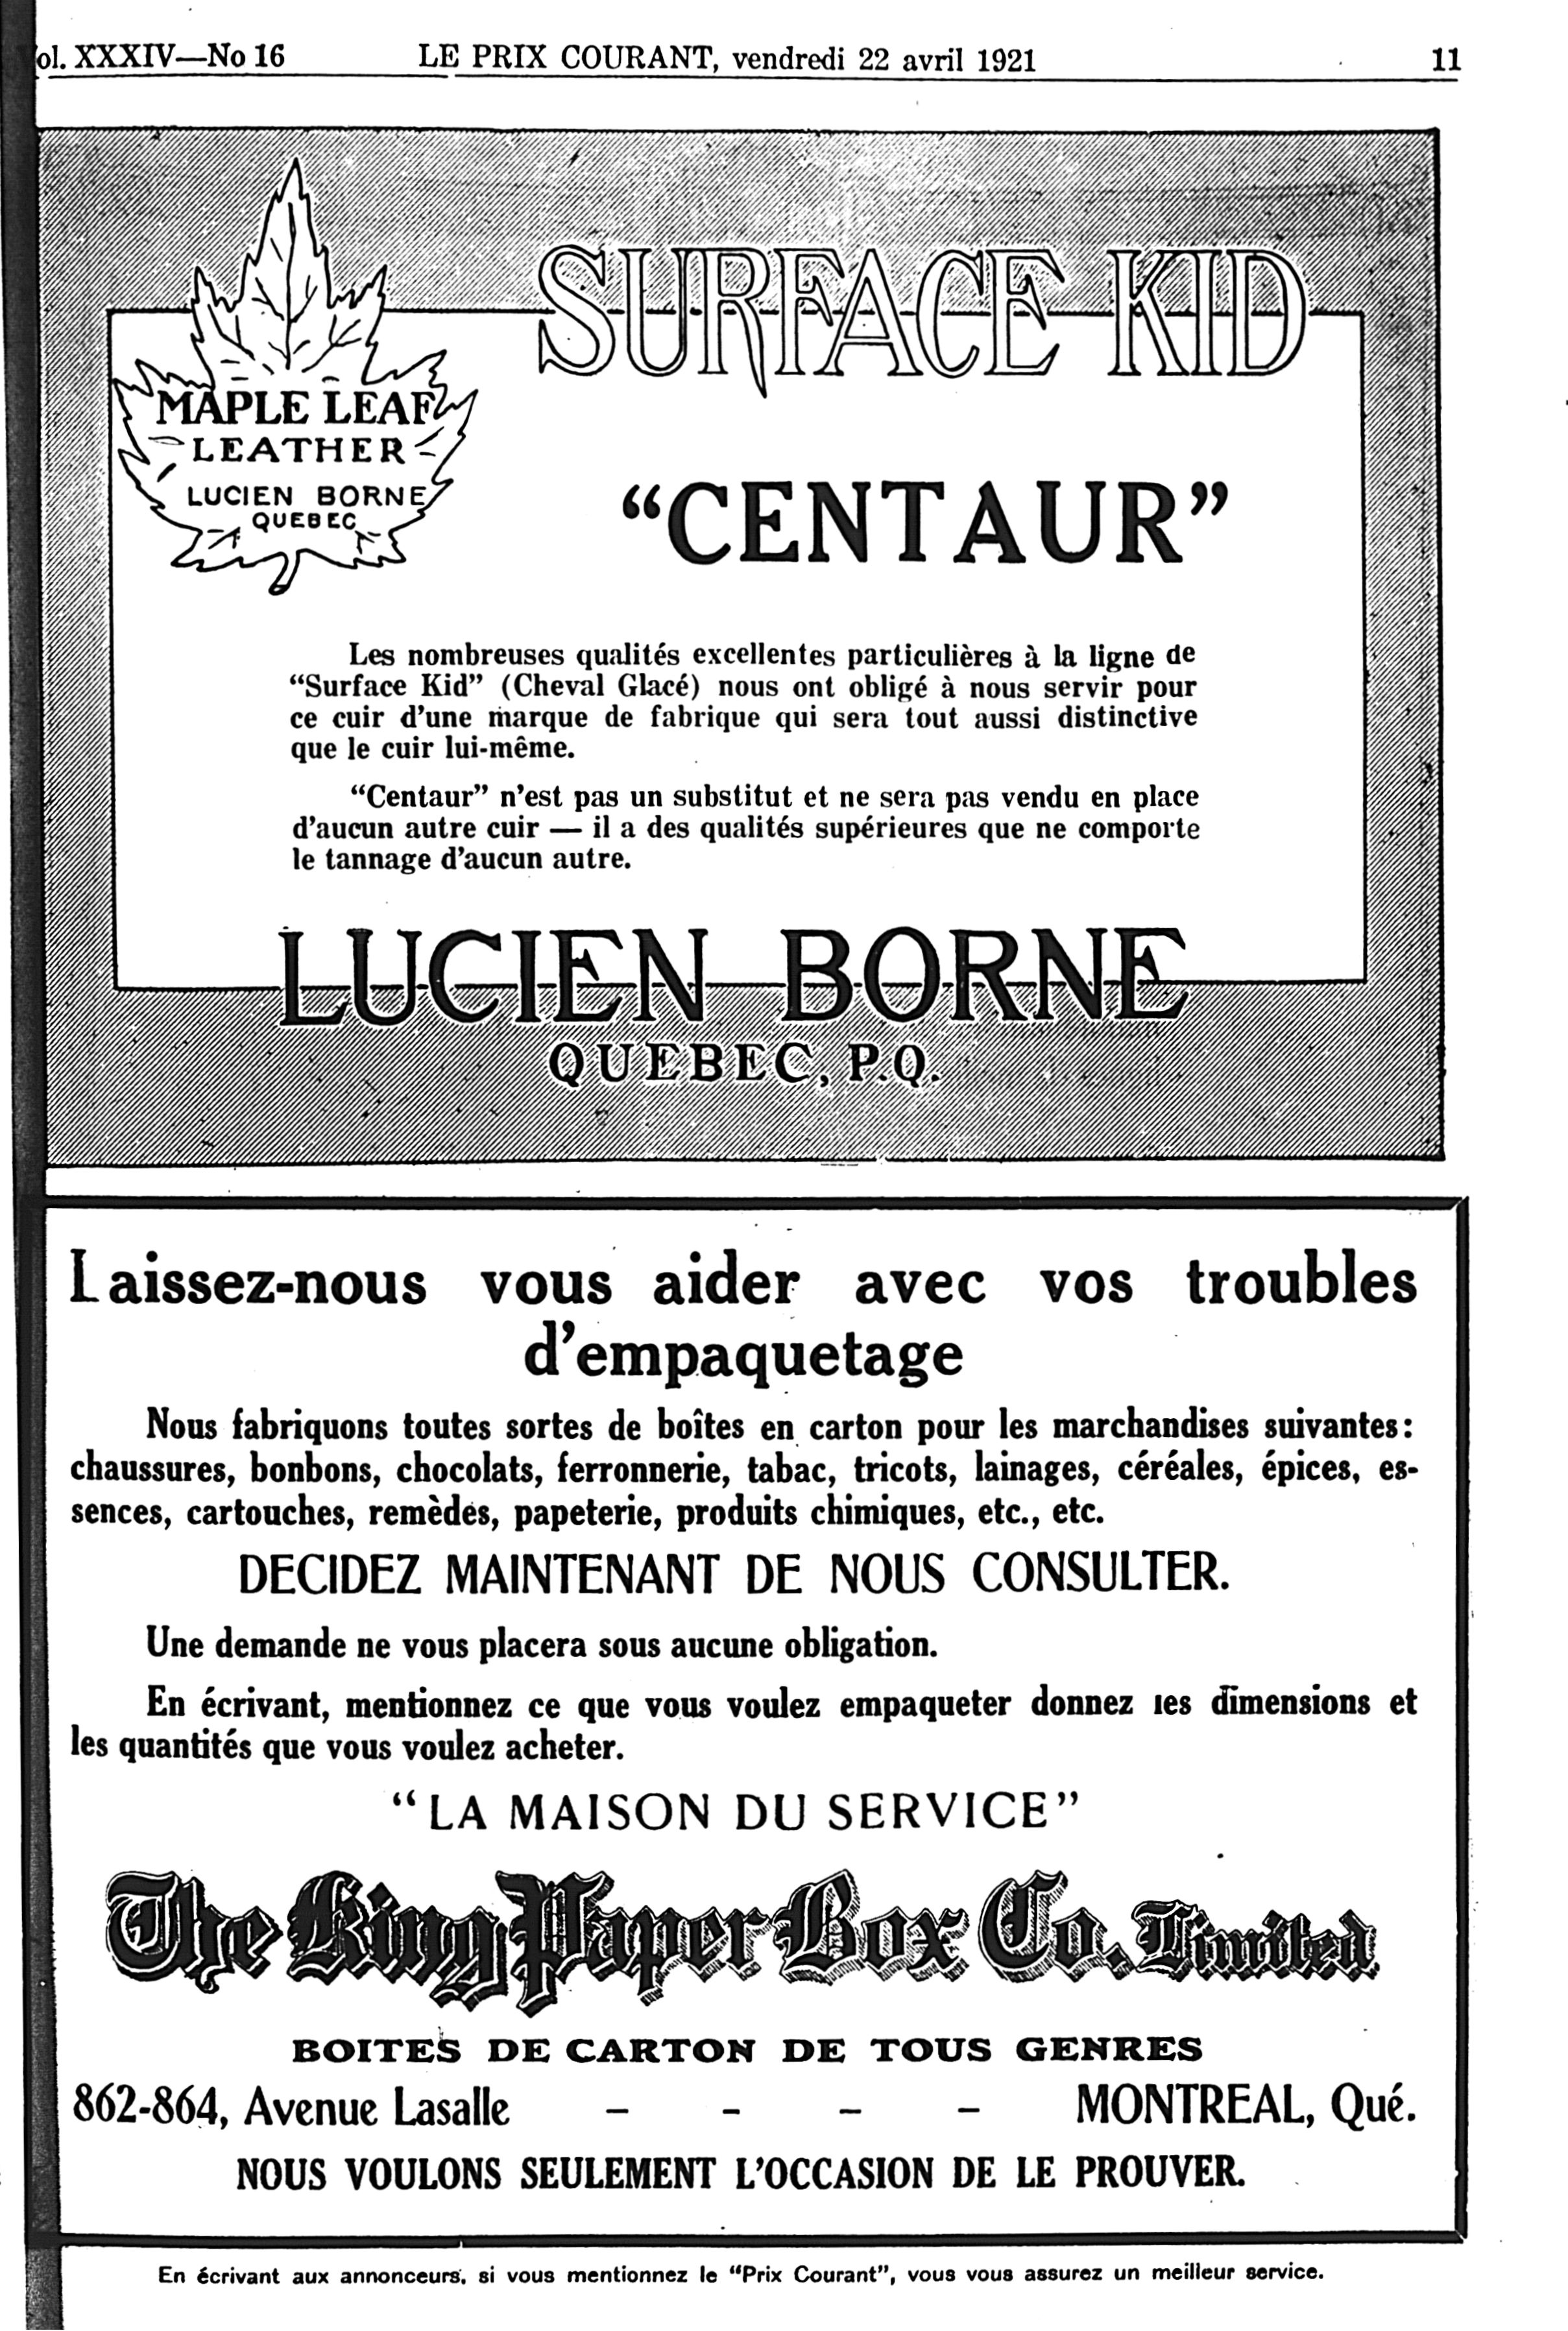 ol. XXXIV—No 16 LE PRIX COURANT, vendredi 22 avril 1921 11
SURFACE KID
MAPLE LEAF
LEATHER
LUCIEN BORNE
QUEBEC
"CENTAUR"
Les nombreuses qualités excellentes particulières à la ligne de
"Surface Kid" (Cheval Glacé) nous ont obligé à nous servir pour
ce cuir d'une marque de fabrique qui sera tout aussi distinctive
que le cuir lui-même.
"Centaur" n'est pas un substitut et ne sera pas vendu en place
d'aucun autre cuir — il a des qualités supérieures que ne comporte
le tannage d'aucun autre.
LUCIEN BORNE
QUEBEC, P.Q.
Laissez-nous vous aider avec vos troubles
d'empaquetage
Nous fabriquons toutes sortes de boîtes en carton pour les marchandises suivantes:
chaussures, bonbons, chocolats, ferronnerie, tabac, tricots, lainages, céréales, épices, es-
sences, cartouches, remèdes, papeterie, produits chimiques, etc., etc.
DECIDEZ MAINTENANT DE NOUS CONSULTER.
Une demande ne vous placera sous aucune obligation.
En écrivant, mentionnez ce que vous voulez empaqueter donnez les dimensions et
les quantités que vous voulez acheter.
"LA MAISON DU SERVICE"
The King Paper Box Co. Limited
BOITES DE CARTON DE TOUS GENRES
862-864, Avenue Lasalle - - - - MONTREAL, Qué.
NOUS VOULONS SEULEMENT L'OCCASION DE LE PROUVER.
En écrivant aux annonceurs, si vous mentionnez le "Prix Courant", vous vous assurez un meilleur service.